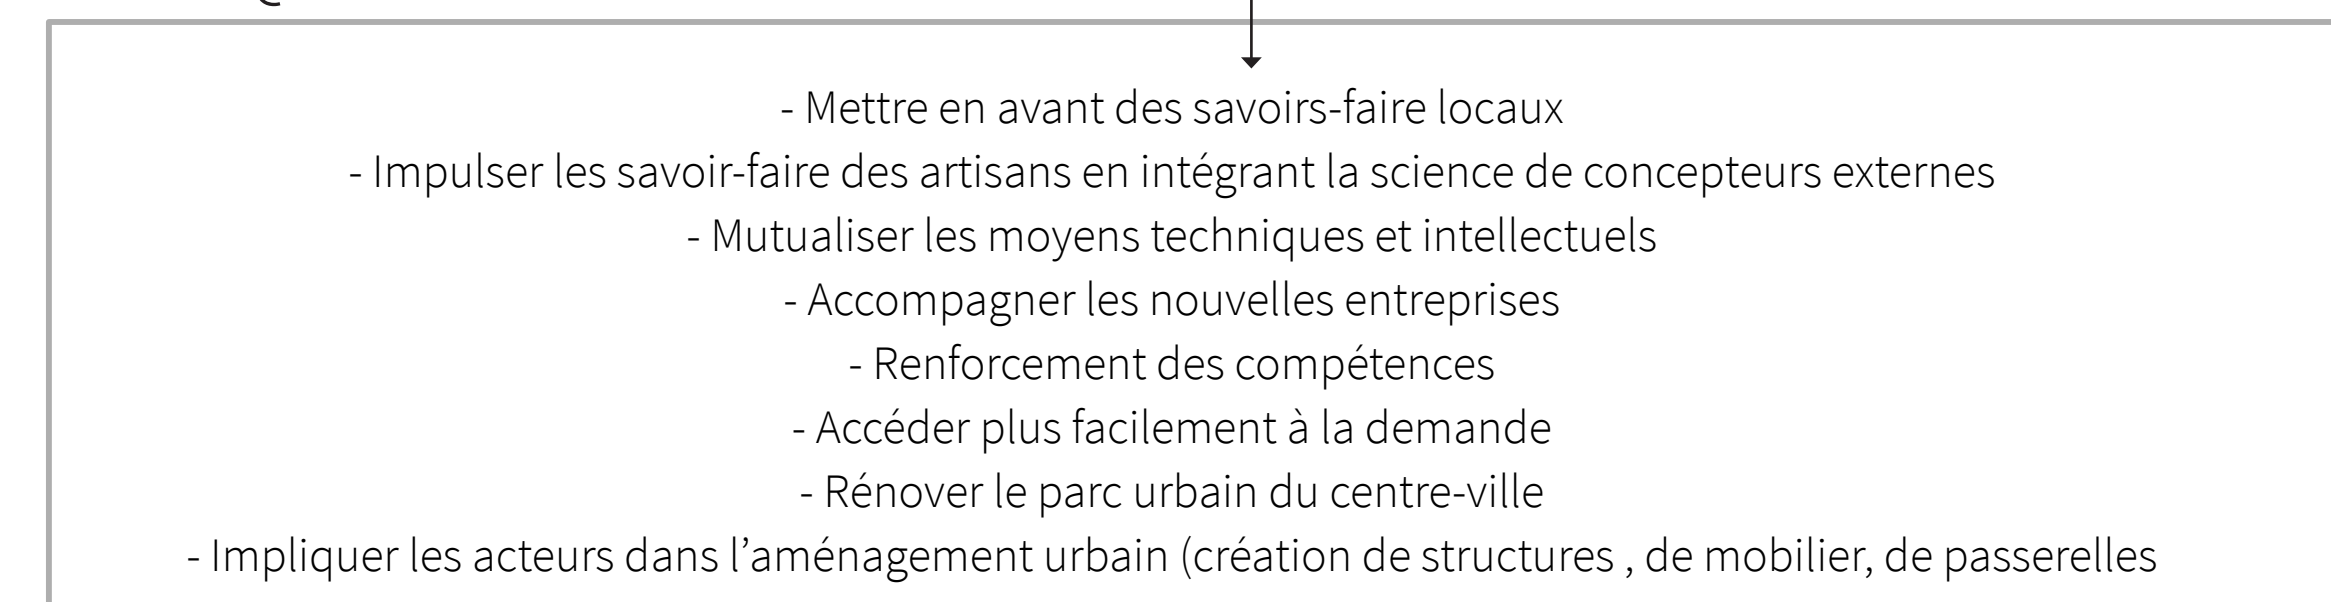 - Mettre en avant des savoirs-faire locaux
- Impulser les savoir-faire des artisans en intégrant la science de concepteurs externes
- Mutualiser les moyens techniques et intellectuels
- Accompagner les nouvelles entreprises
- Renforcement des compétences
- Accéder plus facilement à la demande
- Rénover le parc urbain du centre-ville
- Impliquer les acteurs dans l’aménagement urbain (création de structures , de mobilier, de passerelles